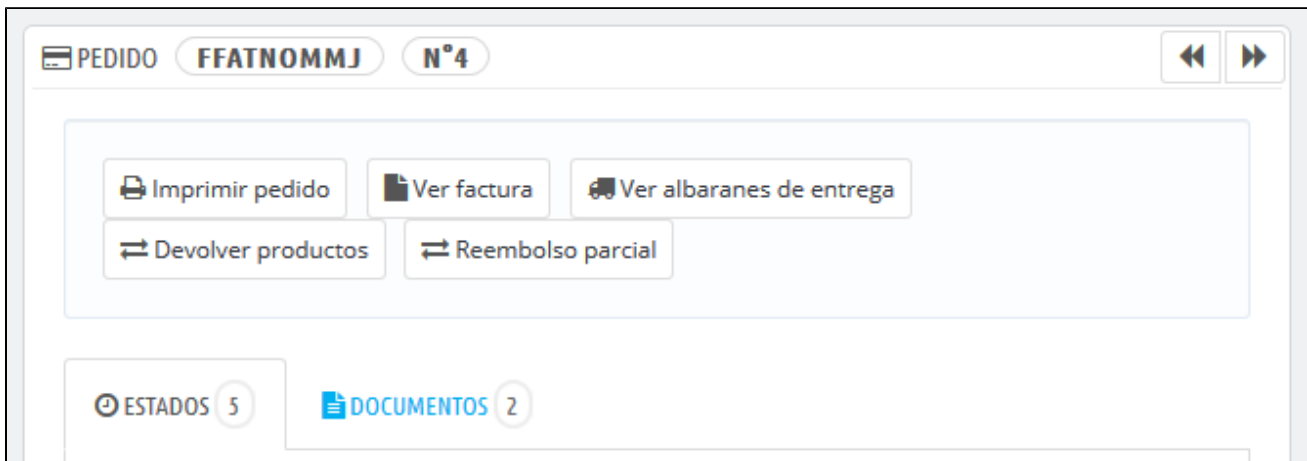 PEDIDO FFATNOMMJ N°4
Imprimir pedido Ver factura Ver albaranes de entrega
Devolver productos Reembolso parcial
ESTADOS 5 DOCUMENTOS 2